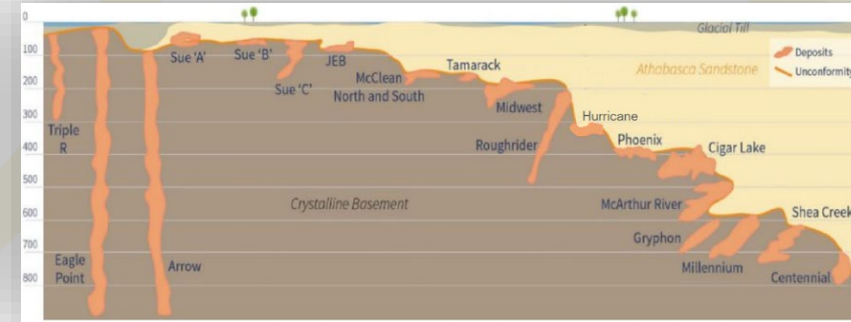 0
100
200
300
400
500
600
700
800
Glacial Till
Athabasca Sandstone
Deposits
Unconformity
Crystalline Basement
Triple
R
Eagle
Point
Arrow
Sue 'A'
Sue 'B'
Sue 'C'
JEB
McClean
North and South
Tamarack
Midwest
Roughrider
Hurricane
Phoenix
Cigar Lake
McArthur River
Gryphon
Millennium
Shea Creek
Centennial